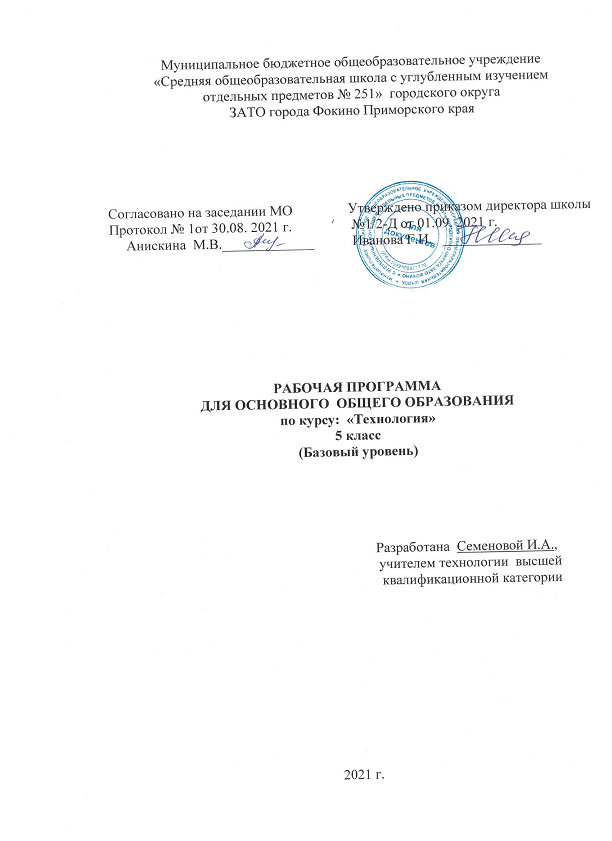 Муниципальное бюджетное общеобразовательное учреждение
«Средняя общеобразовательная школа с углубленным изучением
отдельных предметов № 251» городского округа
ЗАТО города Фокино Приморского края
Согласовано на заседании МО
Протокол № 1от 30.08. 2021 г.
Анискина М.В.
Утверждено приказом директора школы
№1/2-Д от 01.09. 2021 г.
Иванова Г.И.
Для
документов
РАБОЧАЯ ПРОГРАММА
ДЛЯ ОСНОВНОГО ОБЩЕГО ОБРАЗОВАНИЯ
по курсу: «Технология»
5 класс
(Базовый уровень)
Разработана Семеновой И.А.,
учителем технологии высшей
квалификационной категории
2021 г.